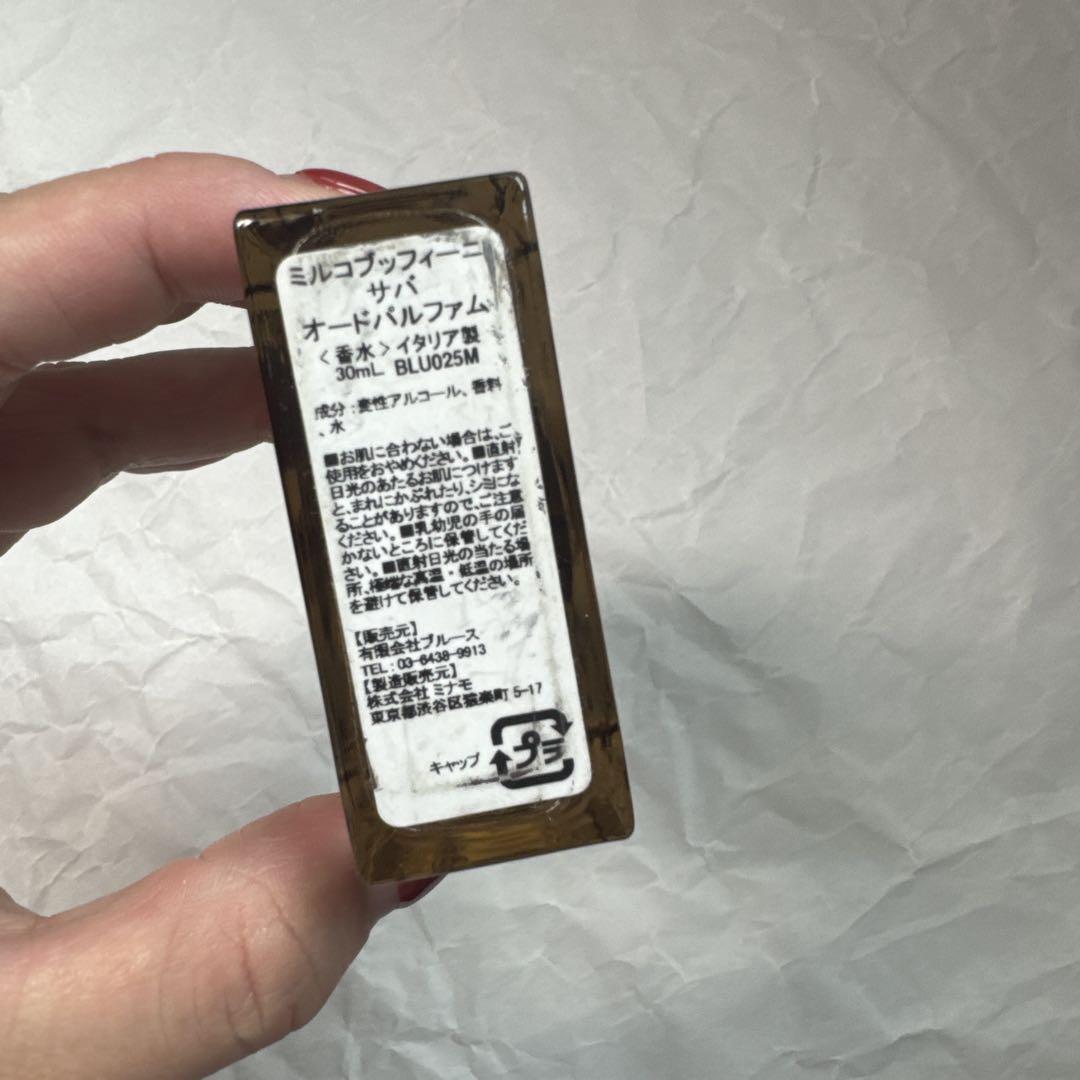 ミルコブッフィーニ
サバ
オードパルファム
<香水>イタリア製
30mL BLU025M
成分:変性アルコール、香料
、水
■お肌に合わない場合は、ご
使用をおやめください。■直射
日光のあたるお肌につけます
と、まれにかぶれたり、シミにな
ることがありますので、ご注意
ください。■乳幼児の手の届
かないところに保管してくだ
さい。■直射日光の当たる場
所、極端な高温・低温の場所
を避けて保管してください。
【販売元】
有限会社ブルース
TEL:03-6438-9913
【製造販売元】
株式会社ミナモ
東京都渋谷区猿楽町 5-17
キャップ プラ